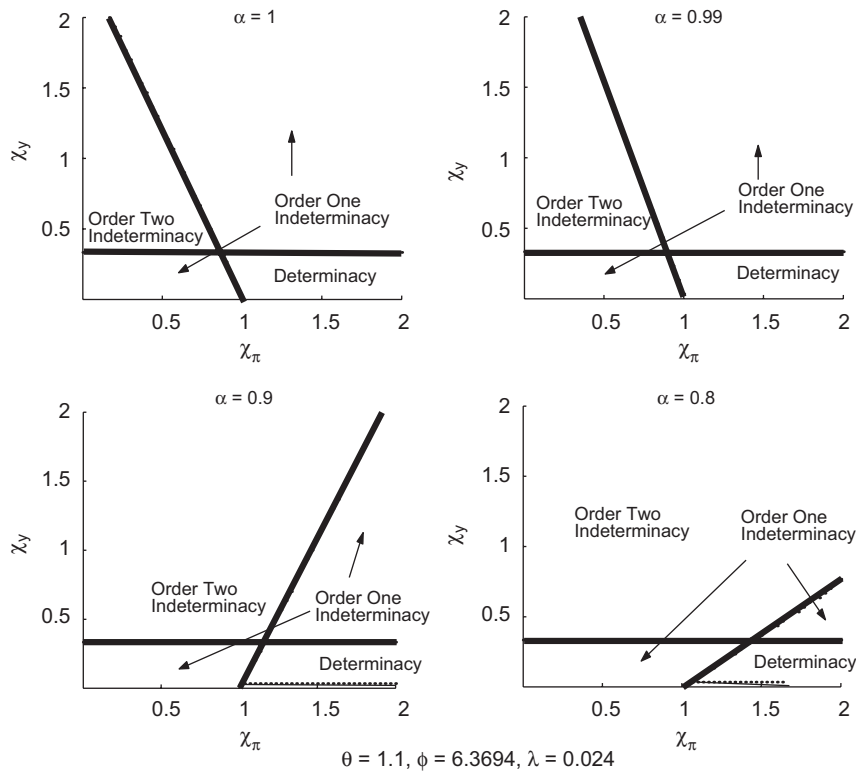 α = 1
2
1.5
1
0.5
χy
Order Two
Indeterminacy
Order One
Indeterminacy
Determinacy
0.5
1
1.5
2
χπ
α = 0.99
2
1.5
1
0.5
χy
Order Two
Indeterminacy
Order One
Indeterminacy
Determinacy
0.5
1
1.5
2
χπ
α = 0.9
2
1.5
1
0.5
χy
Order Two
Indeterminacy
Order One
Indeterminacy
Determinacy
0.5
1
1.5
2
χπ
α = 0.8
2
1.5
1
0.5
χy
Order Two
Indeterminacy
Order One
Indeterminacy
Determinacy
0.5
1
1.5
2
χπ
θ = 1.1, ϕ = 6.3694, λ = 0.024